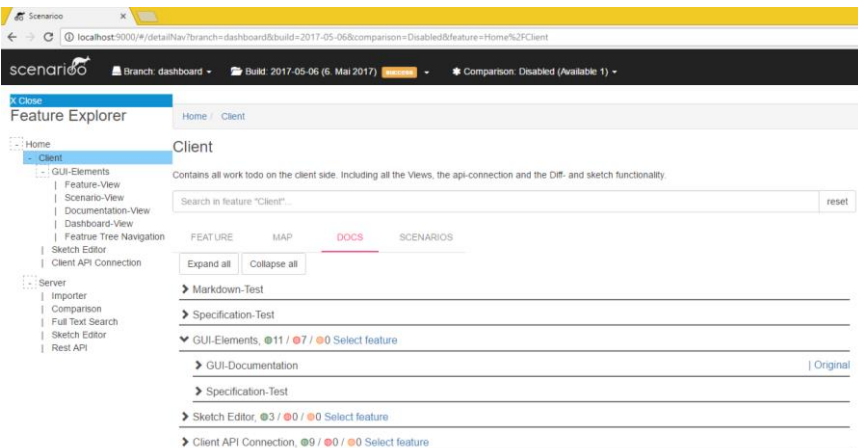 Scenarioo
localhost:9000/#/detailNav?branch=dashboard&build=2017-05-06&comparison=Disabled&feature=Home%2FClient
scenarioo Branch: dashboard Build: 2017-05-06 (6. Mai 2017) success Comparison: Disabled (Available 1)
X Close
Feature Explorer
Home / Client
- Home
- Client
- GUI-Elements
| Feature-View
| Scenario-View
| Documentation-View
| Dashboard-View
| Featrue Tree Navigation
| Sketch Editor
| Client API Connection
- Server
| Importer
| Comparison
| Full Text Search
| Sketch Editor
| Rest API
Client
Contains all work todo on the client side. Including all the Views, the api-connection and the Diff- and sketch functionality.
Search in feature "Client"... reset
FEATURE MAP DOCS SCENARIOS
Expand all Collapse all
Markdown-Test
Specification-Test
GUI-Elements, 11 / 7 / 0 Select feature
GUI-Documentation | Original
Specification-Test
Sketch Editor, 3 / 0 / 0 Select feature
Client API Connection, 9 / 0 / 0 Select feature